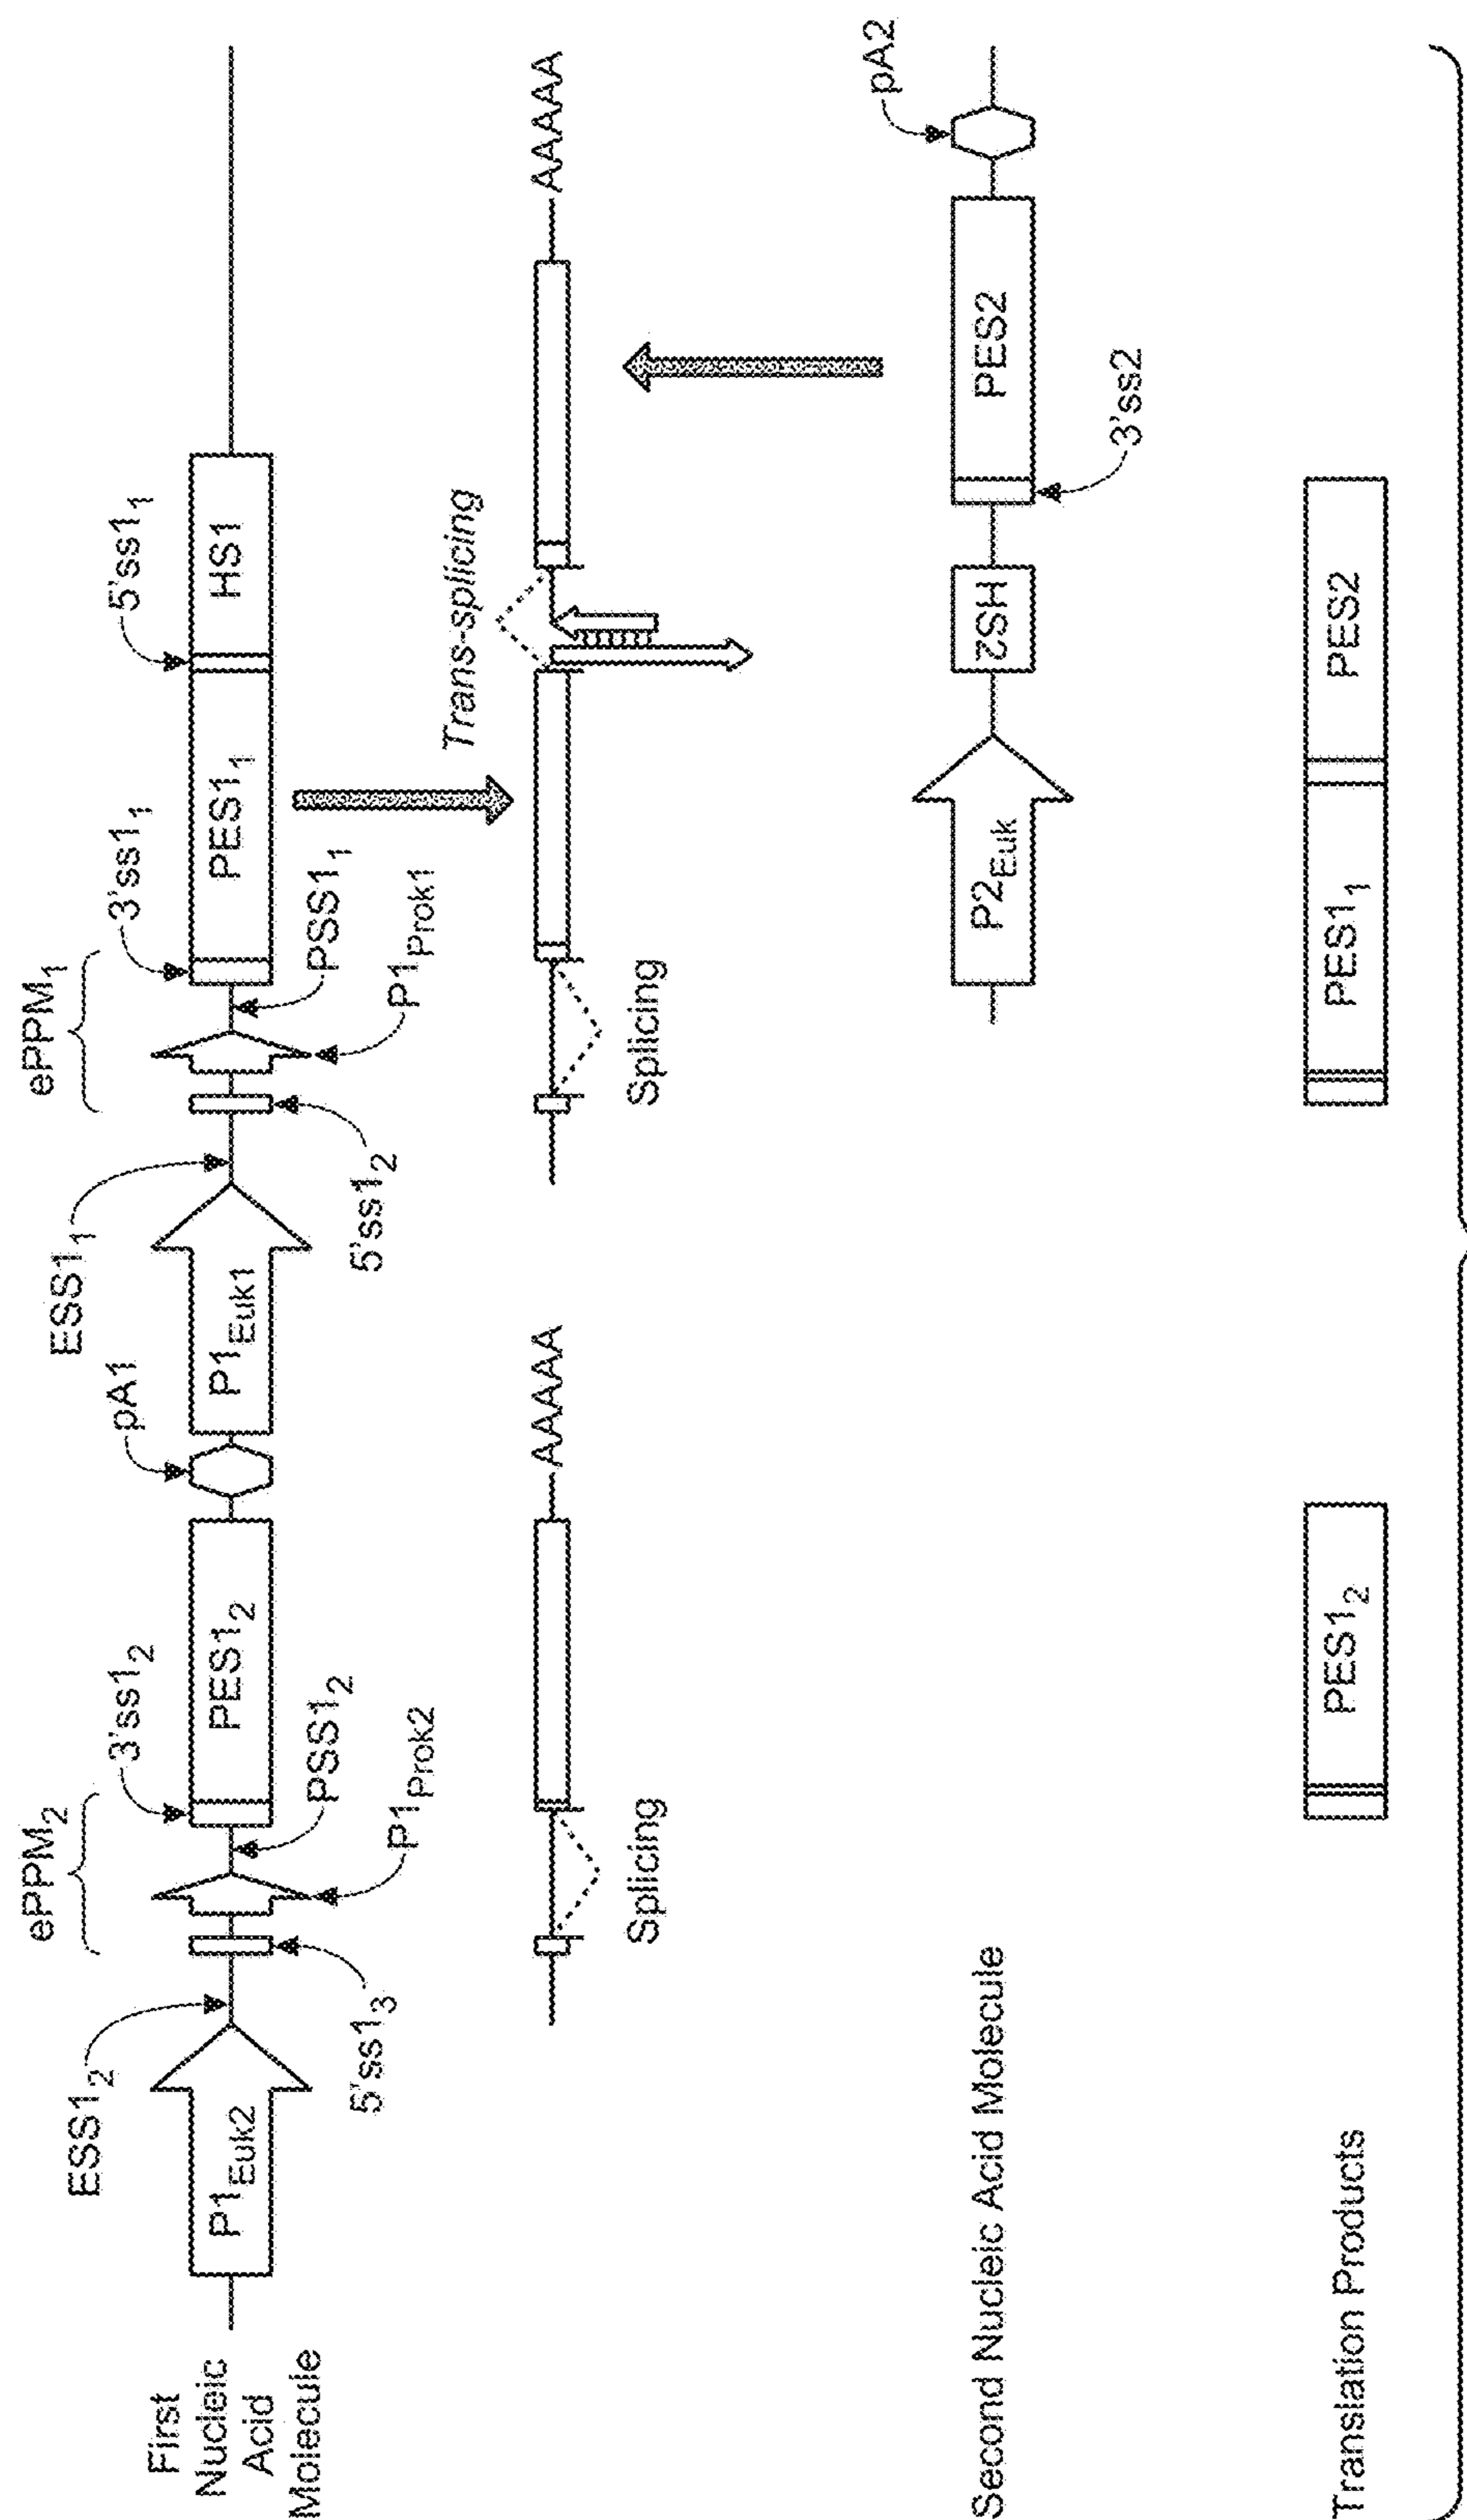 ePPM2
ePPM1
ESS12
3'ss12
pA1
ESS11
3'ss11
5'ss11
First
Nucleic
Acid
Molecule
P1Euk2
PES12
P1Euk1
PES11
HS1
5'ss13
PSS12
P1Prok2
5'ss12
PSS11
P1Prok1
Trans-splicing
AAAAA
AAAAA
Splicing
Splicing
pA2
Second Nucleic Acid Molecule
P2Euk
HS2
PES2
3'ss2
Translation Products
PES12
PES11
PES2